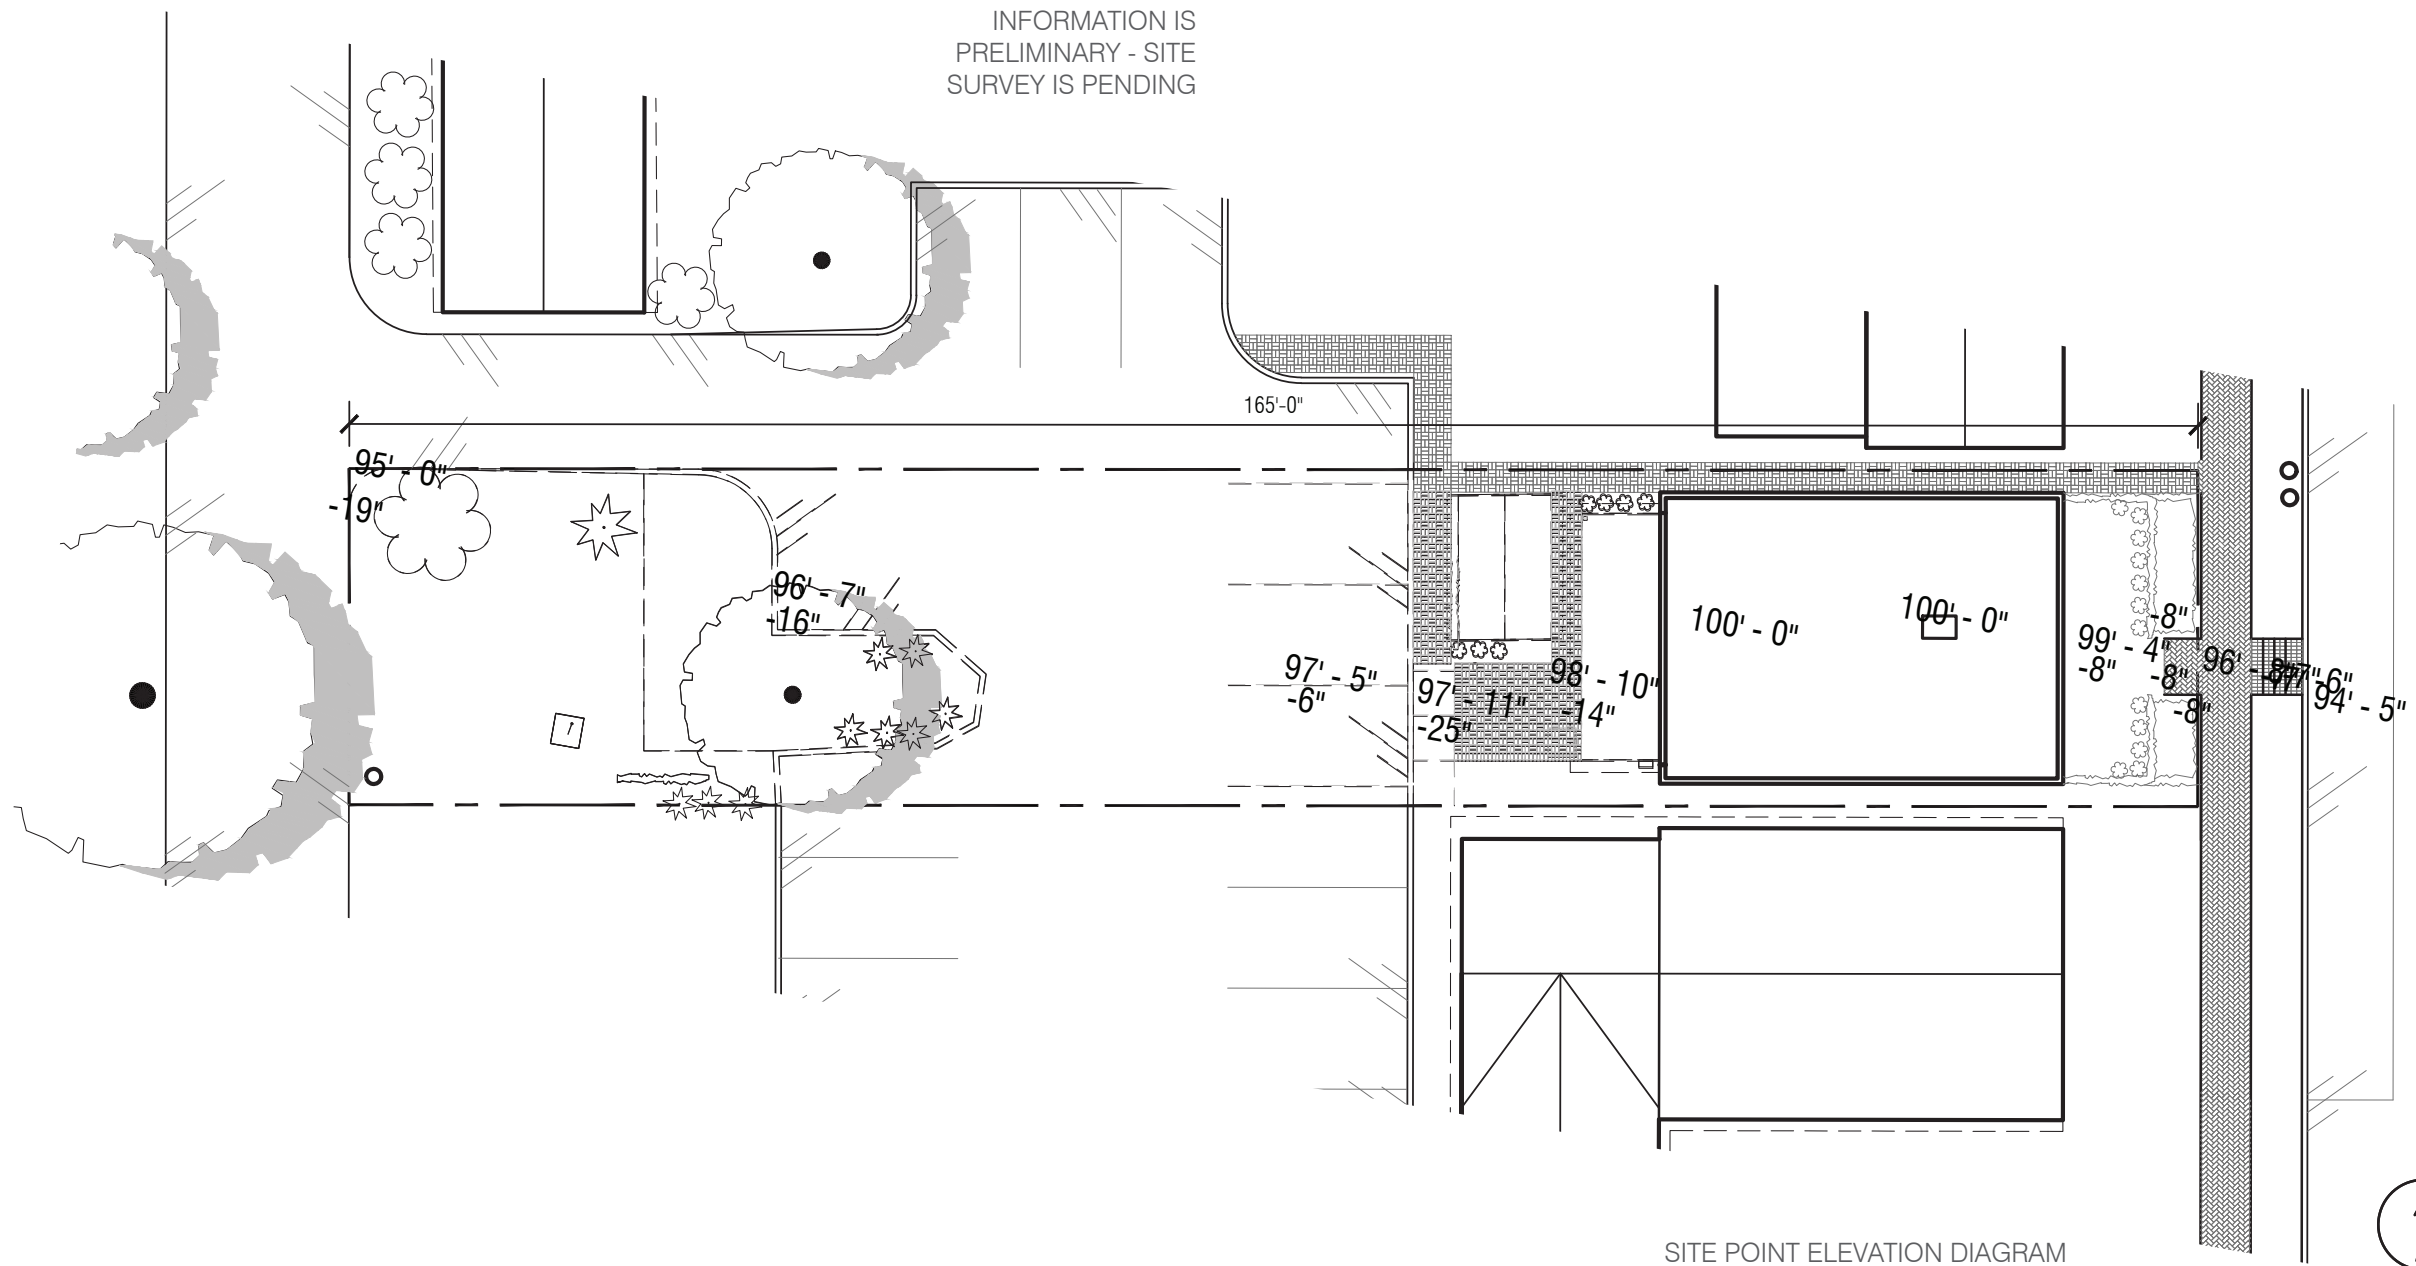 INFORMATION IS
PRELIMINARY - SITE
SURVEY IS PENDING
165'-0"
95' - 0"
-19"
96' - 7"
-16"
97' - 5"
-6"
97' - 11"
-25"
98' - 10"
-14"
100' - 0"
100' - 0"
99' - 4"
-8"
-8"
-8"
-8"
96' - 8"
-6"
94' - 5"
SITE POINT ELEVATION DIAGRAM